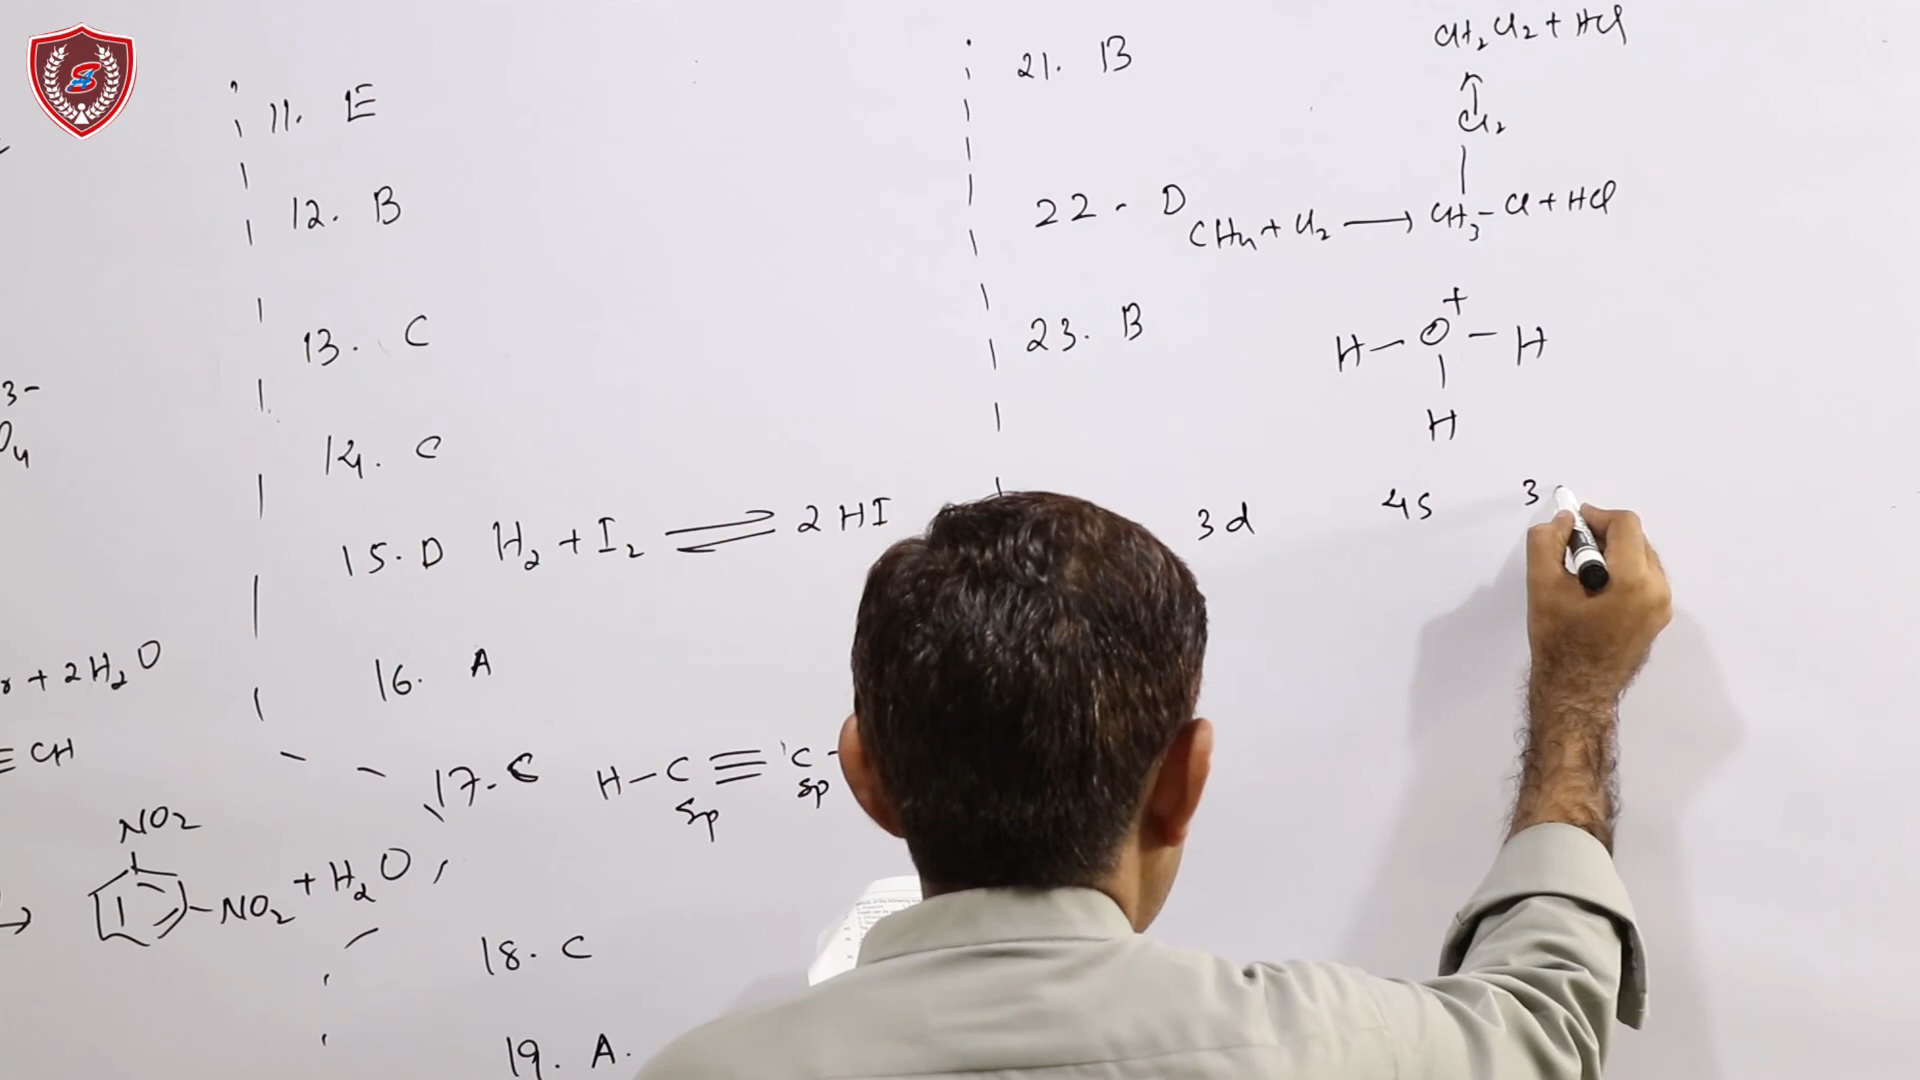 3-
O4
+ 2H2O
≡ CH
NO2
→ NO2 + H2O
11. E
12. B
13. C
14. C
15. D H2 + I2 ⇌ 2HI
16. A
17. C H-C≡C-
sp sp
18. C
19. A.
21. B
CH2Cl2 + HCl
↑
Cl2
22. D
CH4 + Cl2 → CH3-Cl + HCl
23. B
+
H-O-H
H
3d 4s 3